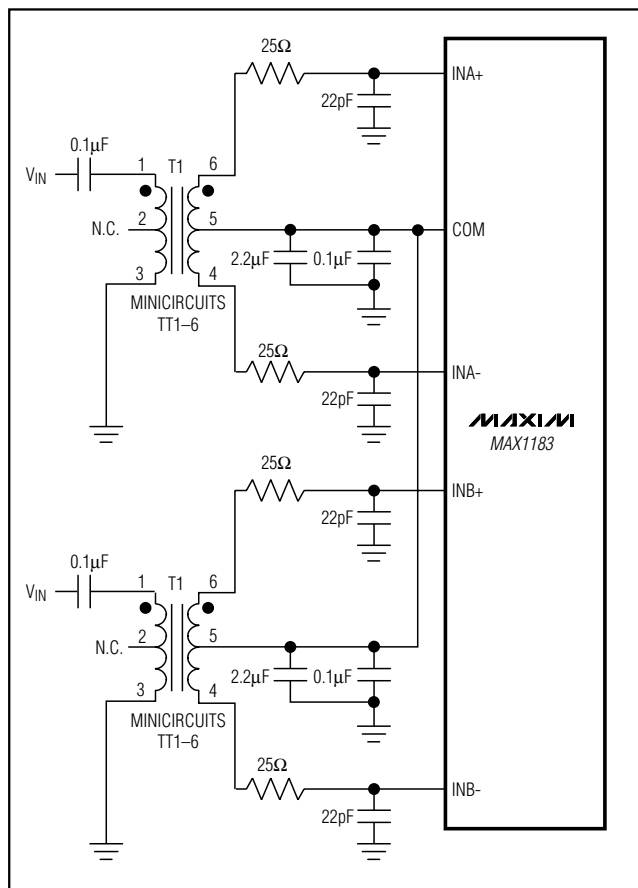 25Ω
INA+
22pF
0.1µF
VIN
1
T1
6
N.C.
2
5
COM
2.2µF
0.1µF
3
4
MINICIRCUITS
TT1–6
25Ω
INA-
22pF
MAXIM
MAX1183
25Ω
INB+
22pF
0.1µF
VIN
1
T1
6
N.C.
2
5
2.2µF
0.1µF
3
4
MINICIRCUITS
TT1–6
25Ω
INB-
22pF